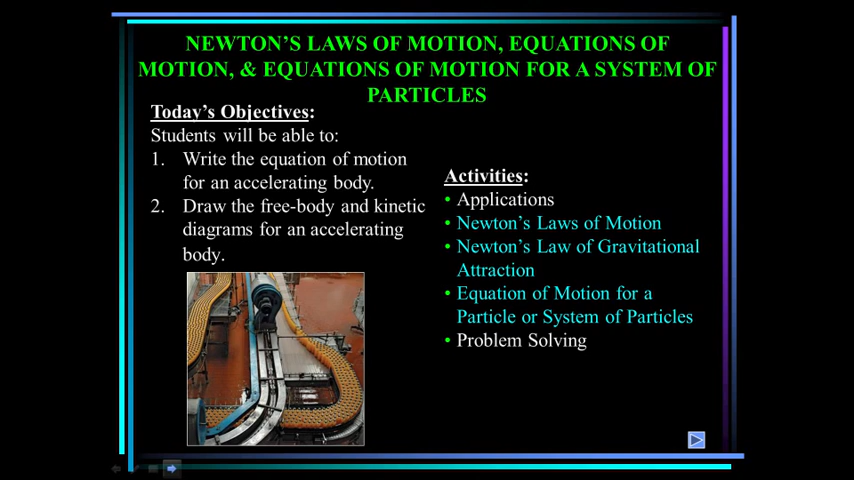 NEWTON'S LAWS OF MOTION, EQUATIONS OF
MOTION, & EQUATIONS OF MOTION FOR A SYSTEM OF
PARTICLES
Today's Objectives:
Students will be able to:
1. Write the equation of motion
for an accelerating body.
2. Draw the free-body and kinetic
diagrams for an accelerating
body.
Activities:
• Applications
• Newton's Laws of Motion
• Newton's Law of Gravitational
Attraction
• Equation of Motion for a
Particle or System of Particles
• Problem Solving